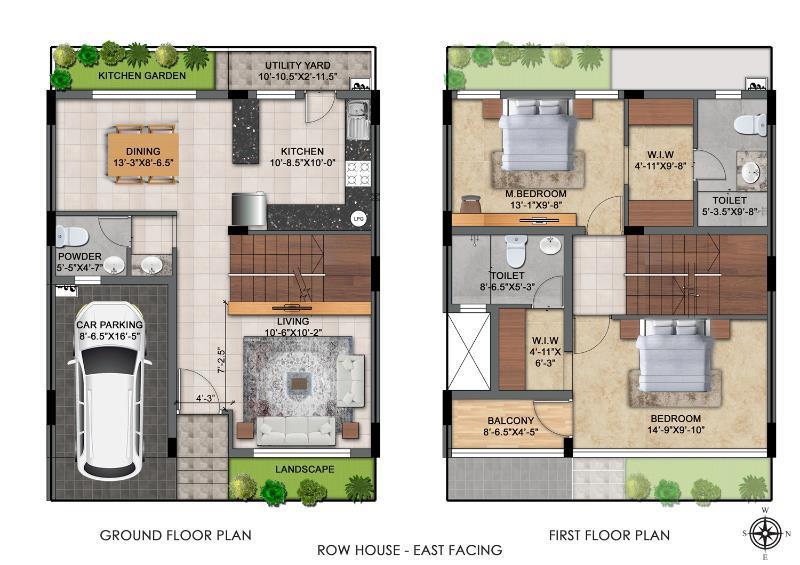 KITCHEN GARDEN
UTILITY YARD
10'-10.5"X2'-11.5"
DINING
13'-3"X8'-6.5"
KITCHEN
10'-8.5"X10'-0"
LPG
POWDER
5'-5"X4'-7"
CAR PARKING
8'-6.5"X16'-5"
LIVING
10'-6"X10'-2"
7'-2.5"
4'-3"
LANDSCAPE
GROUND FLOOR PLAN
M.BEDROOM
13'-1"X9'-8"
W.I.W
4'-11"X9'-8"
TOILET
5'-3.5"X9'-8"
TOILET
8'-6.5"X5'-3"
W.I.W
4'-11"X
6'-3"
BALCONY
8'-6.5"X4'-5"
BEDROOM
14'-9"X9'-10"
FIRST FLOOR PLAN
ROW HOUSE - EAST FACING
W
S
N
E